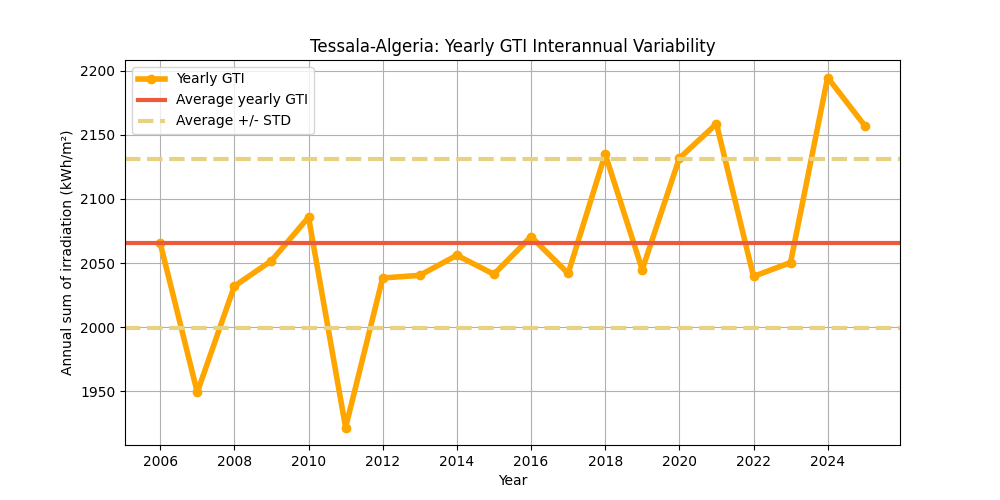 Tessala-Algeria: Yearly GTI Interannual Variability
Yearly GTI
Average yearly GTI
Average +/- STD
Annual sum of irradiation (kWh/m²)
2200
2150
2100
2050
2000
1950
2006 2008 2010 2012 2014 2016 2018 2020 2022 2024
Year